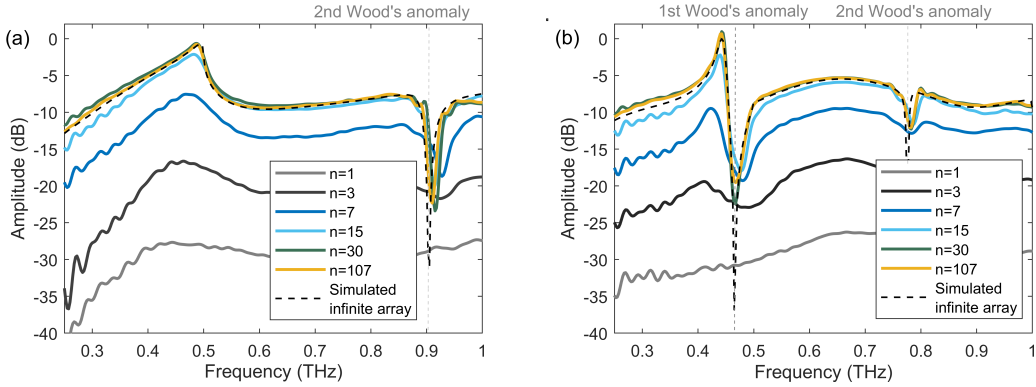 2nd Wood's anomaly
(a)
0
-5
-10
-15
-20
-25
-30
-35
-40
Amplitude (dB)
n=1
n=3
n=7
n=15
n=30
n=107
Simulated
infinite array
0.3 0.4 0.5 0.6 0.7 0.8 0.9 1
Frequency (THz)
1st Wood's anomaly 2nd Wood's anomaly
(b)
0
-5
-10
-15
-20
-25
-30
-35
-40
Amplitude (dB)
n=1
n=3
n=7
n=15
n=30
n=107
Simulated
infinite array
0.3 0.4 0.5 0.6 0.7 0.8 0.9 1
Frequency (THz)